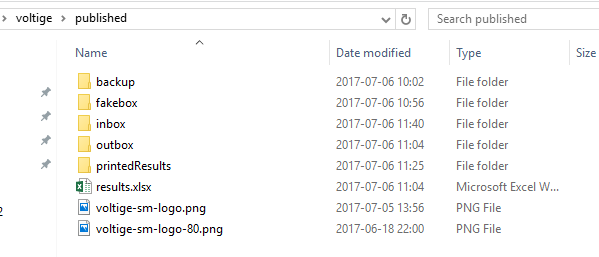 voltige > published
Search published
Name Date modified Type Size
backup 2017-07-06 10:02 File folder
fakebox 2017-07-06 10:56 File folder
inbox 2017-07-06 11:40 File folder
outbox 2017-07-06 11:04 File folder
printedResults 2017-07-06 11:25 File folder
results.xlsx 2017-07-06 11:04 Microsoft Excel W...
voltige-sm-logo.png 2017-07-05 13:56 PNG File
2
voltige-sm-logo-80.png 2017-06-18 22:00 PNG File